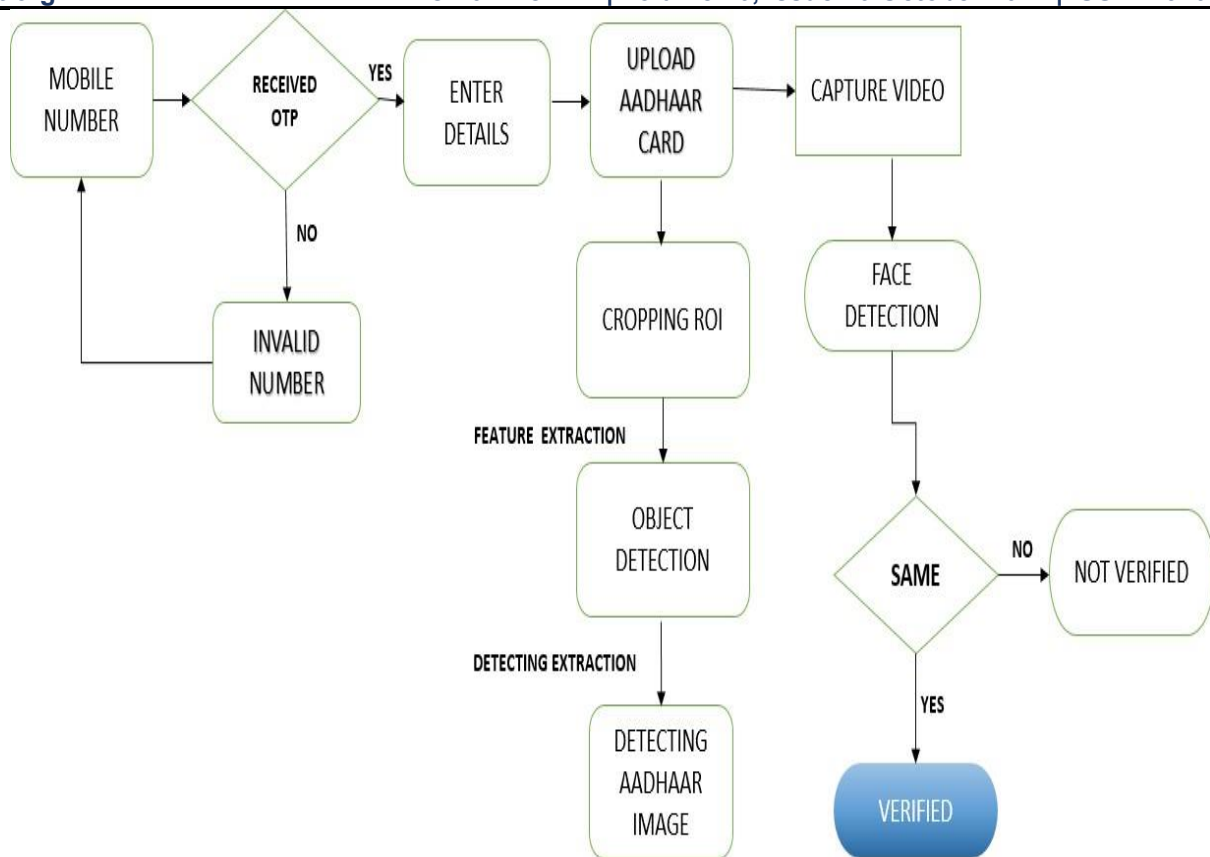 MOBILE
NUMBER
RECEIVED
OTP
YES
ENTER
DETAILS
UPLOAD
AADHAAR
CARD
CAPTURE VIDEO
NO
INVALID
NUMBER
CROPPING ROI
FACE
DETECTION
FEATURE EXTRACTION
OBJECT
DETECTION
SAME
NO
NOT VERIFIED
DETECTING EXTRACTION
YES
DETECTING
AADHAAR
IMAGE
VERIFIED